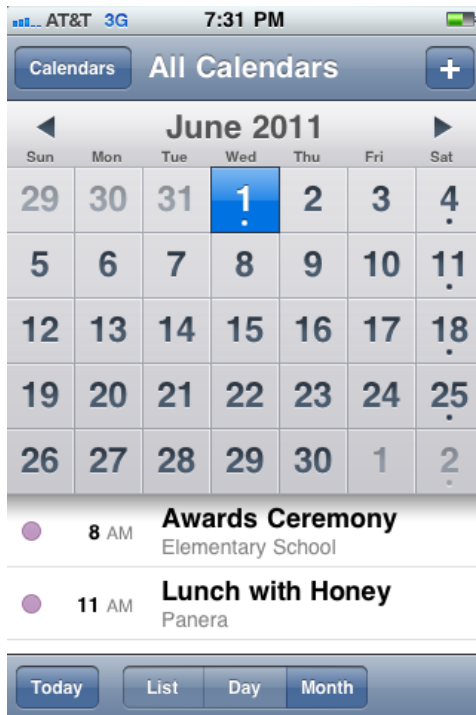 AT&T 3G 7:31 PM
Calendars All Calendars +
June 2011
Sun Mon Tue Wed Thu Fri Sat
29 30 31 1 2 3 4
5 6 7 8 9 10 11
12 13 14 15 16 17 18
19 20 21 22 23 24 25
26 27 28 29 30 1 2
8 AM Awards Ceremony
Elementary School
11 AM Lunch with Honey
Panera
Today List Day Month